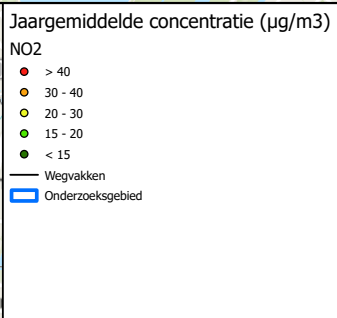 Jaargemiddelde concentratie (µg/m3)
NO2
> 40
30 - 40
20 - 30
15 - 20
< 15
Wegvakken
Onderzoeksgebied